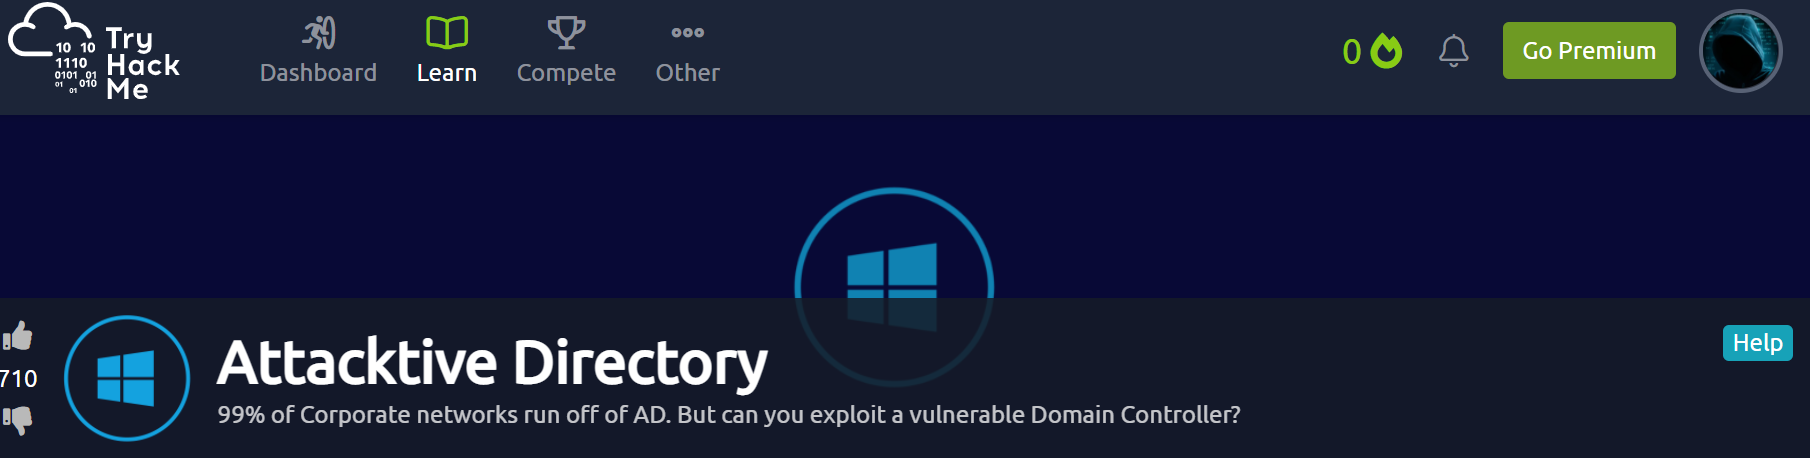 10 10
1110
0101 01
01 010
01
Try
Hack
Me
Dashboard
Learn
Compete
Other
0
Go Premium
710
Attacktive Directory
Help
99% of Corporate networks run off of AD. But can you exploit a vulnerable Domain Controller?